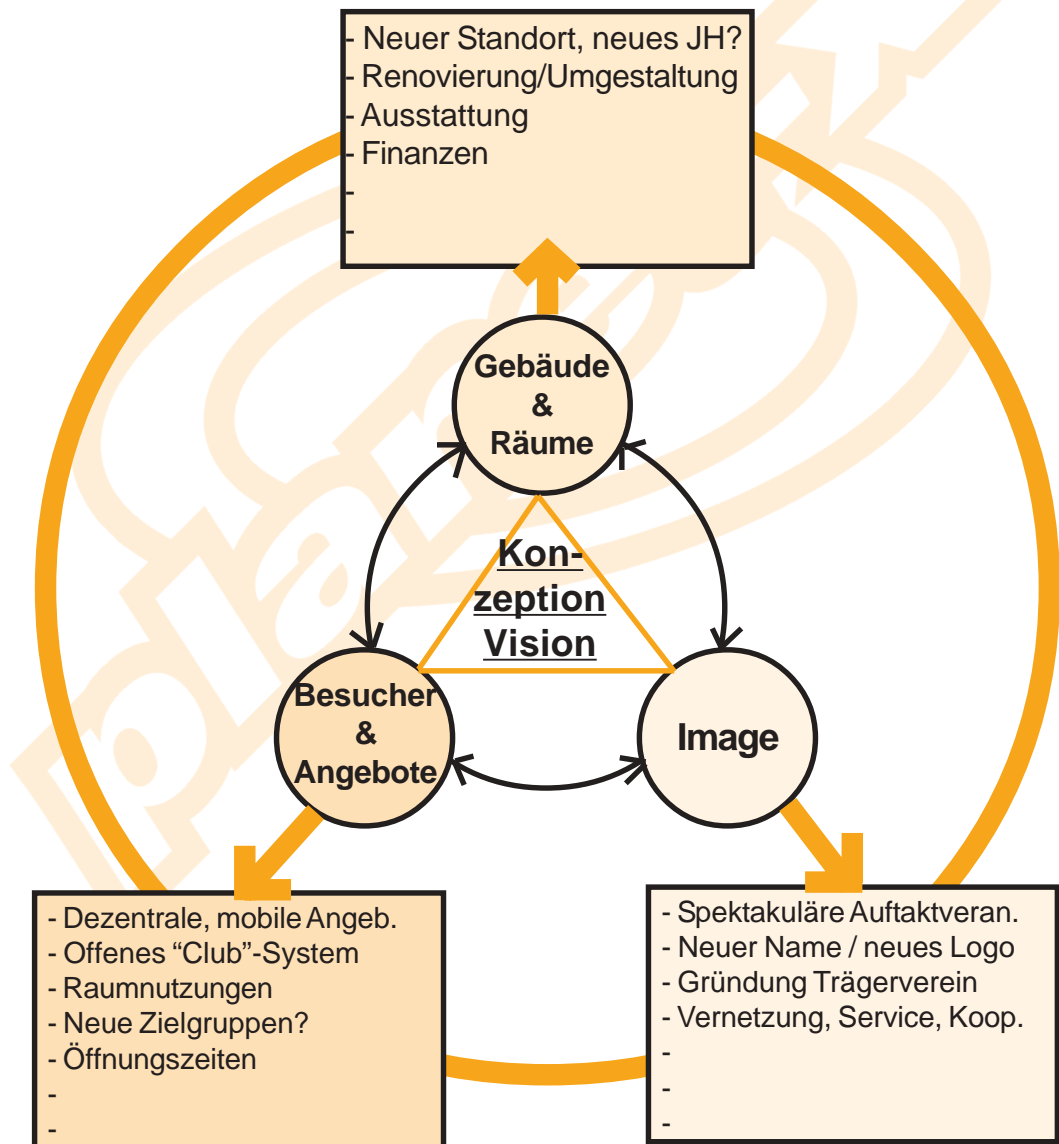 - Neuer Standort, neues JH?
- Renovierung/Umgestaltung
- Ausstattung
- Finanzen
-
-
Gebäude
&
Räume
Kon-
zeption
Vision
Besucher
&
Angebote
Image
- Dezentrale, mobile Angeb.
- Offenes “Club”-System
- Raumnutzungen
- Neue Zielgruppen?
- Öffnungszeiten
-
-
- Spektakuläre Auftaktveran.
- Neuer Name / neues Logo
- Gründung Trägerverein
- Vernetzung, Service, Koop.
-
-
-